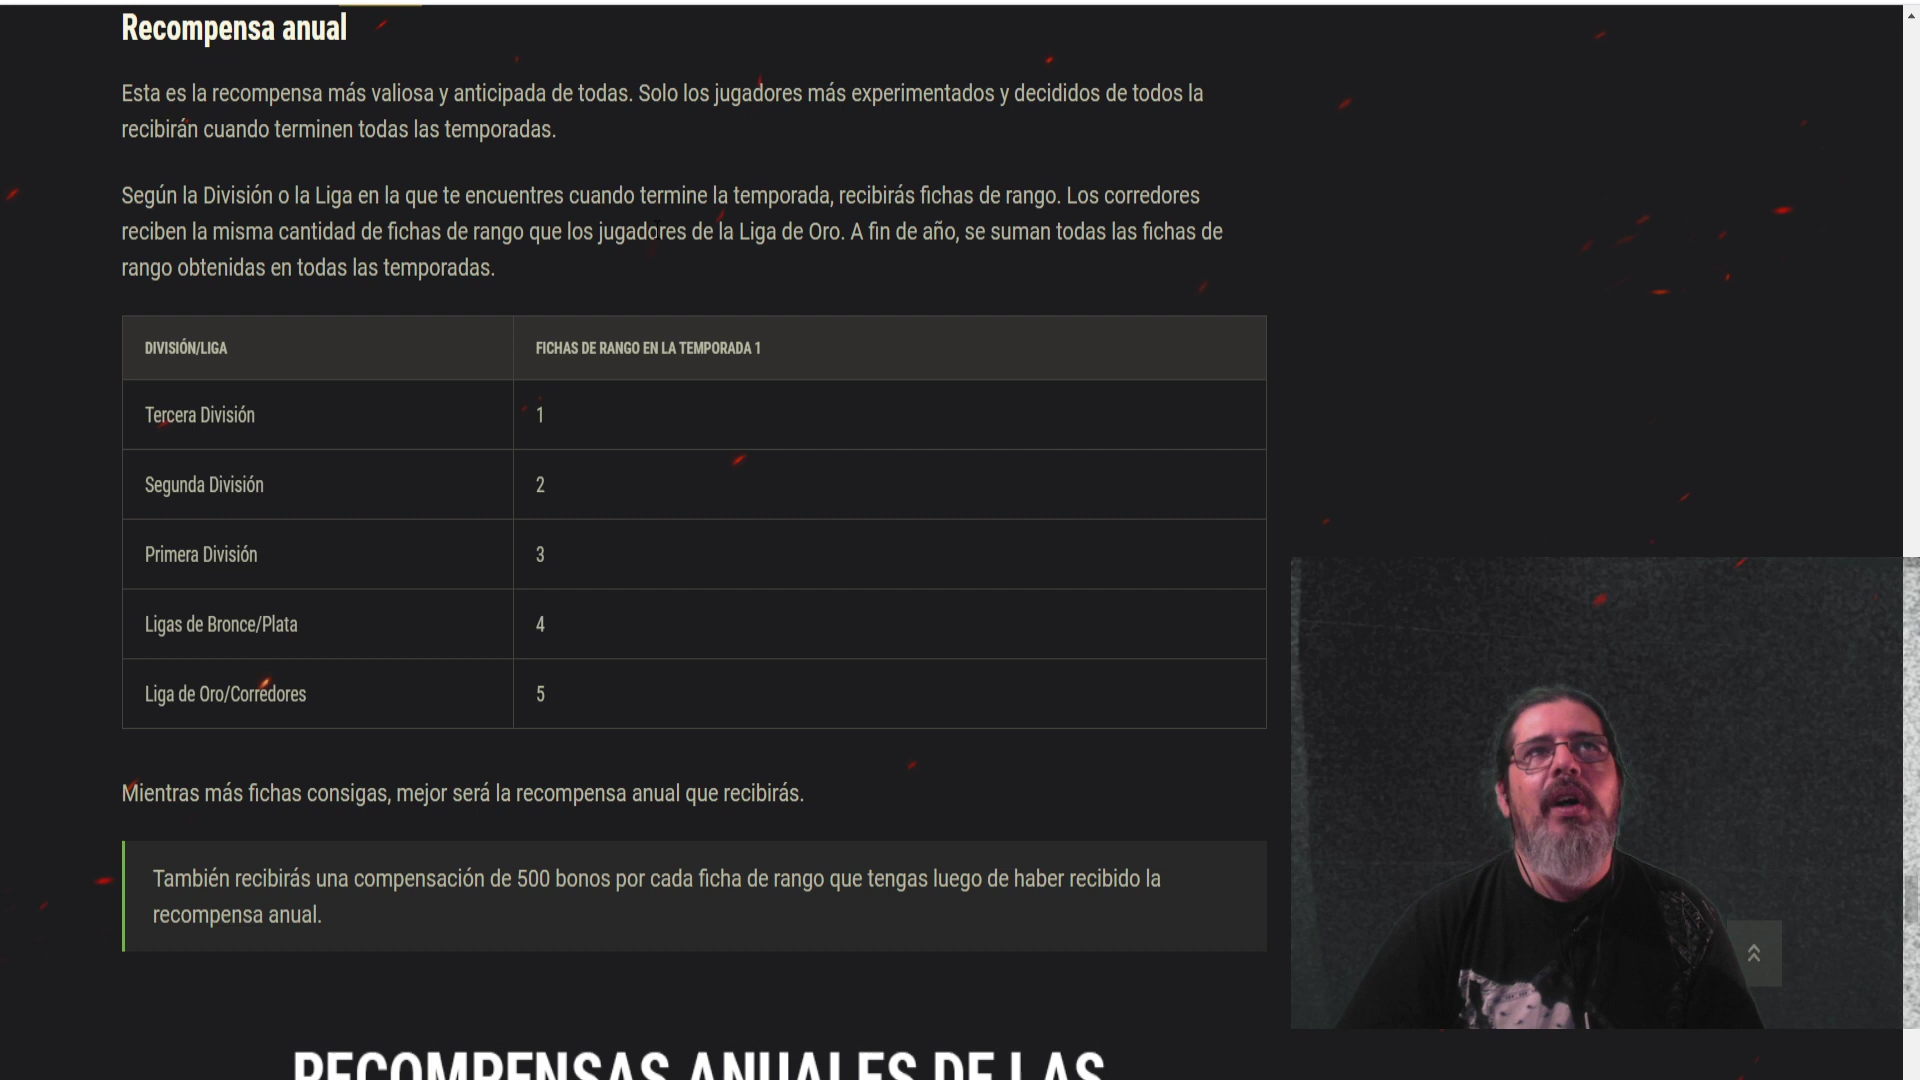 Recompensa anual
Esta es la recompensa más valiosa y anticipada de todas. Solo los jugadores más experimentados y decididos de todos la
recibirán cuando terminen todas las temporadas.
Según la División o la Liga en la que te encuentres cuando termine la temporada, recibirás fichas de rango. Los corredores
reciben la misma cantidad de fichas de rango que los jugadores de la Liga de Oro. A fin de año, se suman todas las fichas de
rango obtenidas en todas las temporadas.
DIVISIÓN/LIGA FICHAS DE RANGO EN LA TEMPORADA 1
Tercera División 1
Segunda División 2
Primera División 3
Ligas de Bronce/Plata 4
Liga de Oro/Corredores 5
Mientras más fichas consigas, mejor será la recompensa anual que recibirás.
También recibirás una compensación de 500 bonos por cada ficha de rango que tengas luego de haber recibido la
recompensa anual.
RECOMPENSAS ANUALES DE LAS